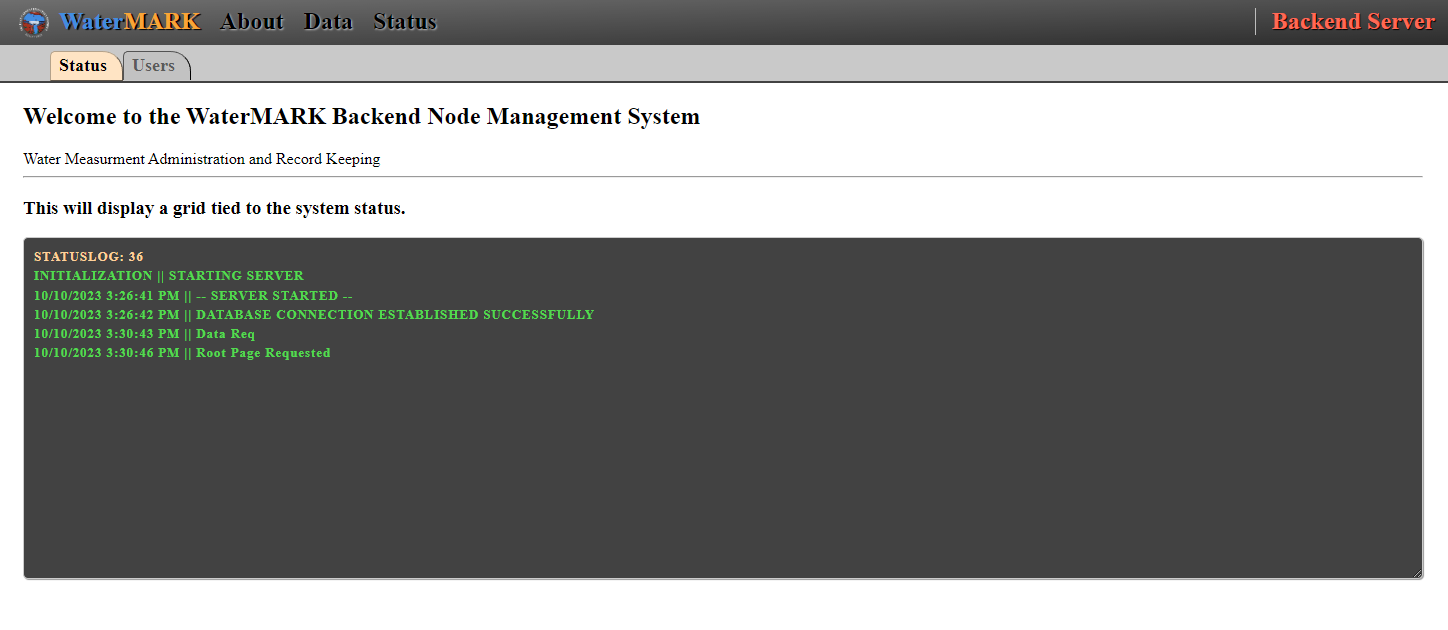 WaterMARK About Data Status Backend Server
Status Users
Welcome to the WaterMARK Backend Node Management System
Water Measurment Administration and Record Keeping
This will display a grid tied to the system status.
STATUSLOG: 36
INITIALIZATION || STARTING SERVER
10/10/2023 3:26:41 PM || -- SERVER STARTED --
10/10/2023 3:26:42 PM || DATABASE CONNECTION ESTABLISHED SUCCESSFULLY
10/10/2023 3:30:43 PM || Data Req
10/10/2023 3:30:46 PM || Root Page Requested